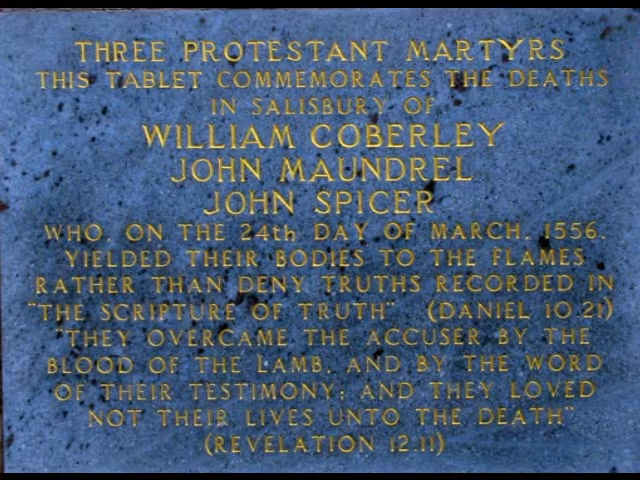 THREE PROTESTANT MARTYRS
THIS TABLET COMMEMORATES THE DEATHS
IN SALISBURY OF
WILLIAM COBERLEY
JOHN MAUNDREL
JOHN SPICER
WHO, ON THE 24th DAY OF MARCH, 1556,
YIELDED THEIR BODIES TO THE FLAMES
RATHER THAN DENY TRUTHS RECORDED IN
"THE SCRIPTURE OF TRUTH" (DANIEL 10.21)
"THEY OVERCAME THE ACCUSER BY THE
BLOOD OF THE LAMB, AND BY THE WORD
OF THEIR TESTIMONY; AND THEY LOVED
NOT THEIR LIVES UNTO THE DEATH"
(REVELATION 12.11)